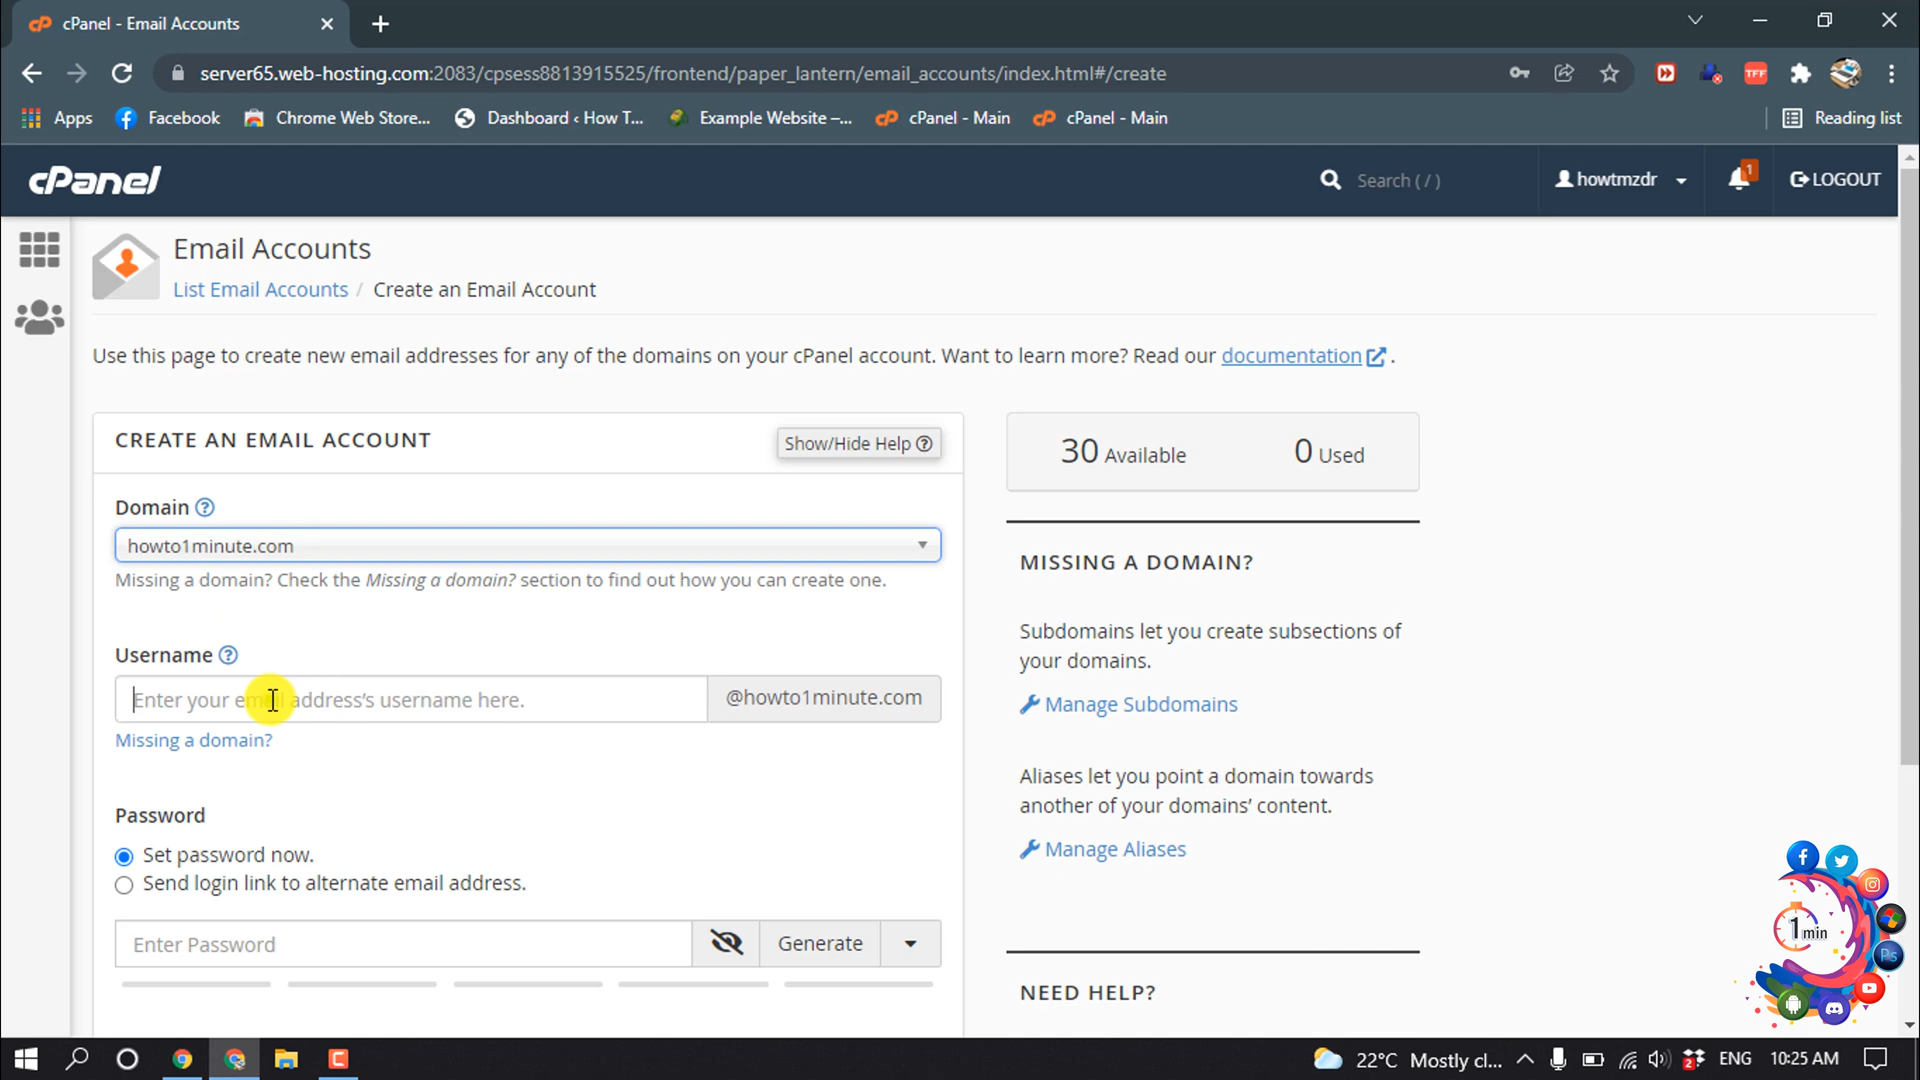 cPanel - Email Accounts
server65.web-hosting.com:2083/cpsess8813915525/frontend/paper_lantern/email_accounts/index.html#/create
TFF
Apps Facebook Chrome Web Store... Dashboard ‹ How T... Example Website –... cPanel - Main cPanel - Main Reading list
cPanel Search ( / ) howtmzdr 1 LOGOUT
Email Accounts
List Email Accounts / Create an Email Account
Use this page to create new email addresses for any of the domains on your cPanel account. Want to learn more? Read our documentation .
CREATE AN EMAIL ACCOUNT
Show/Hide Help
30 Available 0 Used
Domain
howto1minute.com
Missing a domain? Check the Missing a domain? section to find out how you can create one.
MISSING A DOMAIN?
Subdomains let you create subsections of
your domains.
Manage Subdomains
Username
Enter your email address's username here. @howto1minute.com
Missing a domain?
Aliases let you point a domain towards
another of your domains' content.
Manage Aliases
Password
Set password now.
Send login link to alternate email address.
Enter Password Generate
NEED HELP?
1 min
Ps
22°C Mostly cl... 2 ENG 10:25 AM